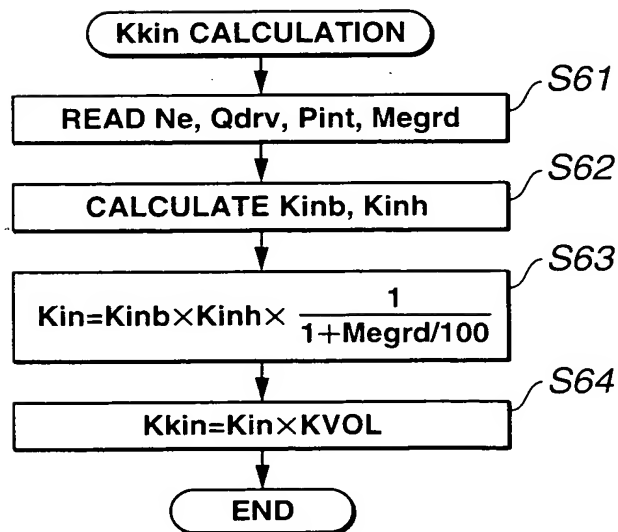 Kkin CALCULATION
S61
READ Ne, Qdrv, Pint, Megrd
S62
CALCULATE Kinb, Kinh
S63
Kin=Kinb×Kinh× 1/1+Megrd/100
S64
Kkin=Kin×KVOL
END